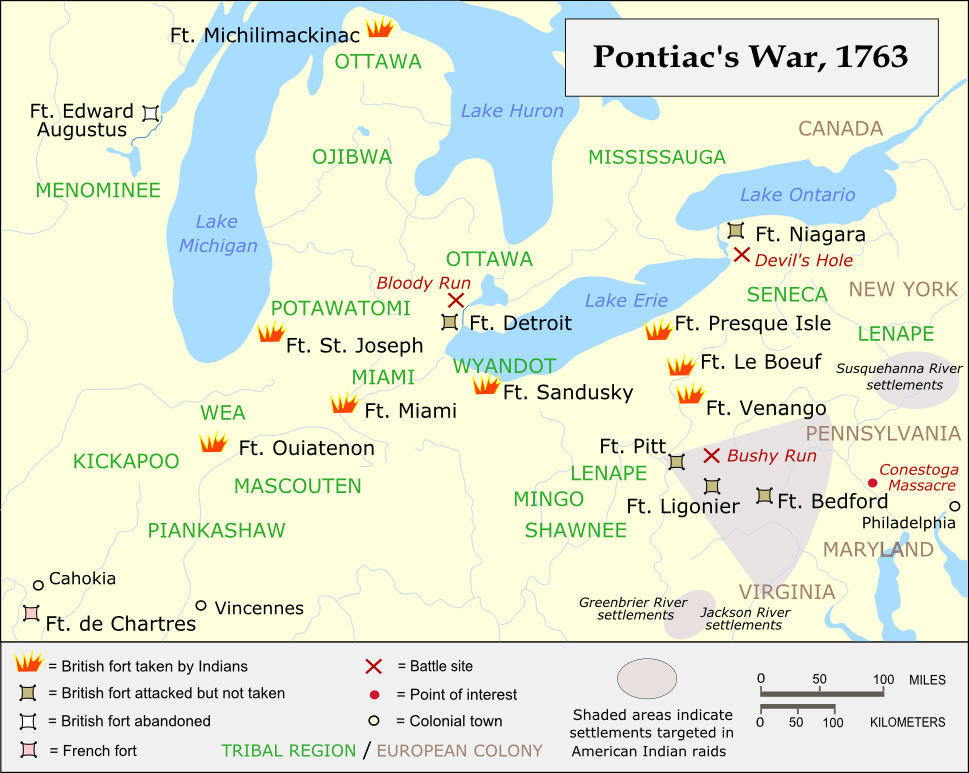 Pontiac's War, 1763
Ft. Michilimackinac
OTTAWA
Ft. Edward
Augustus
Lake Huron
CANADA
OJIBWA
MISSISSAUGA
MENOMINEE
Lake Ontario
Lake
Michigan
Ft. Niagara
OTTAWA
Devil's Hole
Bloody Run
SENECA
NEW YORK
Lake Erie
POTAWATOMI
Ft. Detroit
Ft. Presque Isle
LENAPE
Ft. St. Joseph
Ft. Le Boeuf
WYANDOT
Susquehanna River
settlements
MIAMI
Ft. Sandusky
Ft. Miami
Ft. Venango
WEA
PENNSYLVANIA
Ft. Ouiatenon
Ft. Pitt
Bushy Run
KICKAPOO
LENAPE
Conestoga
Massacre
MASCOUTEN
MINGO
Ft. Ligonier
Ft. Bedford
PIANKASHAW
SHAWNEE
Philadelphia
MARYLAND
Cahokia
VIRGINIA
Greenbrier River
settlements
Jackson River
settlements
Vincennes
Ft. de Chartres
= British fort taken by Indians
= British fort attacked but not taken
= British fort abandoned
= French fort
= Battle site
= Point of interest
= Colonial town
TRIBAL REGION / EUROPEAN COLONY
Shaded areas indicate
settlements targeted in
American Indian raids
0 50 100 MILES
0 50 100 KILOMETERS